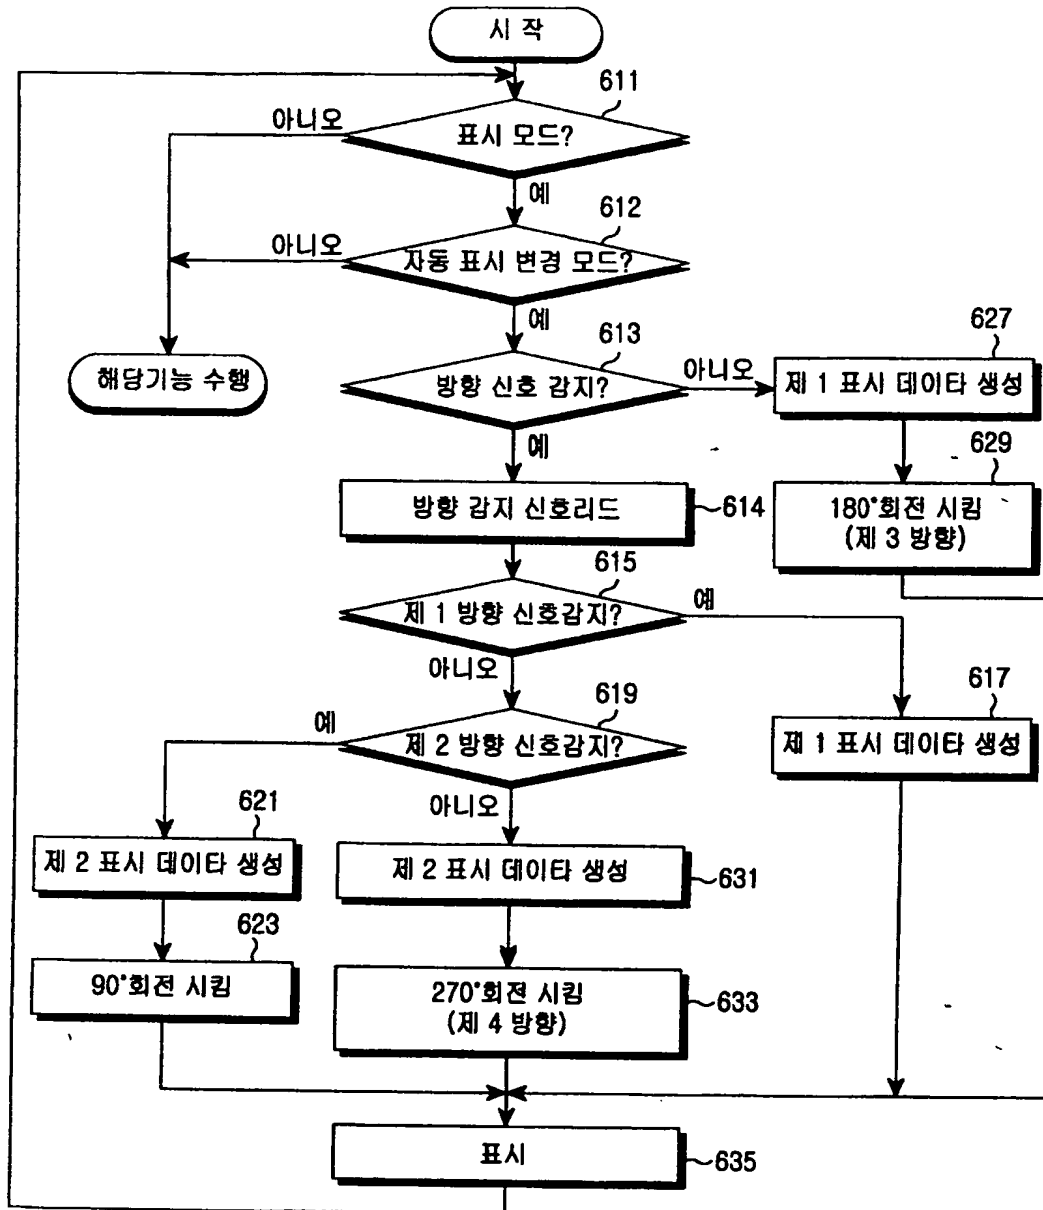 시 작
611
아니오
표시 모드?
예
612
아니오
자동 표시 변경 모드?
예
613
627
해당기능 수행
방향 신호 감지?
아니오
제 1 표시 데이타 생성
예
629
방향 감지 신호리드
614
180°회전 시킴
(제 3 방향)
615
제 1 방향 신호감지?
예
아니오
617
619
예
제 2 방향 신호감지?
제 1 표시 데이타 생성
아니오
621
제 2 표시 데이타 생성
제 2 표시 데이타 생성
631
623
90°회전 시킴
270°회전 시킴
(제 4 방향)
633
표시
635